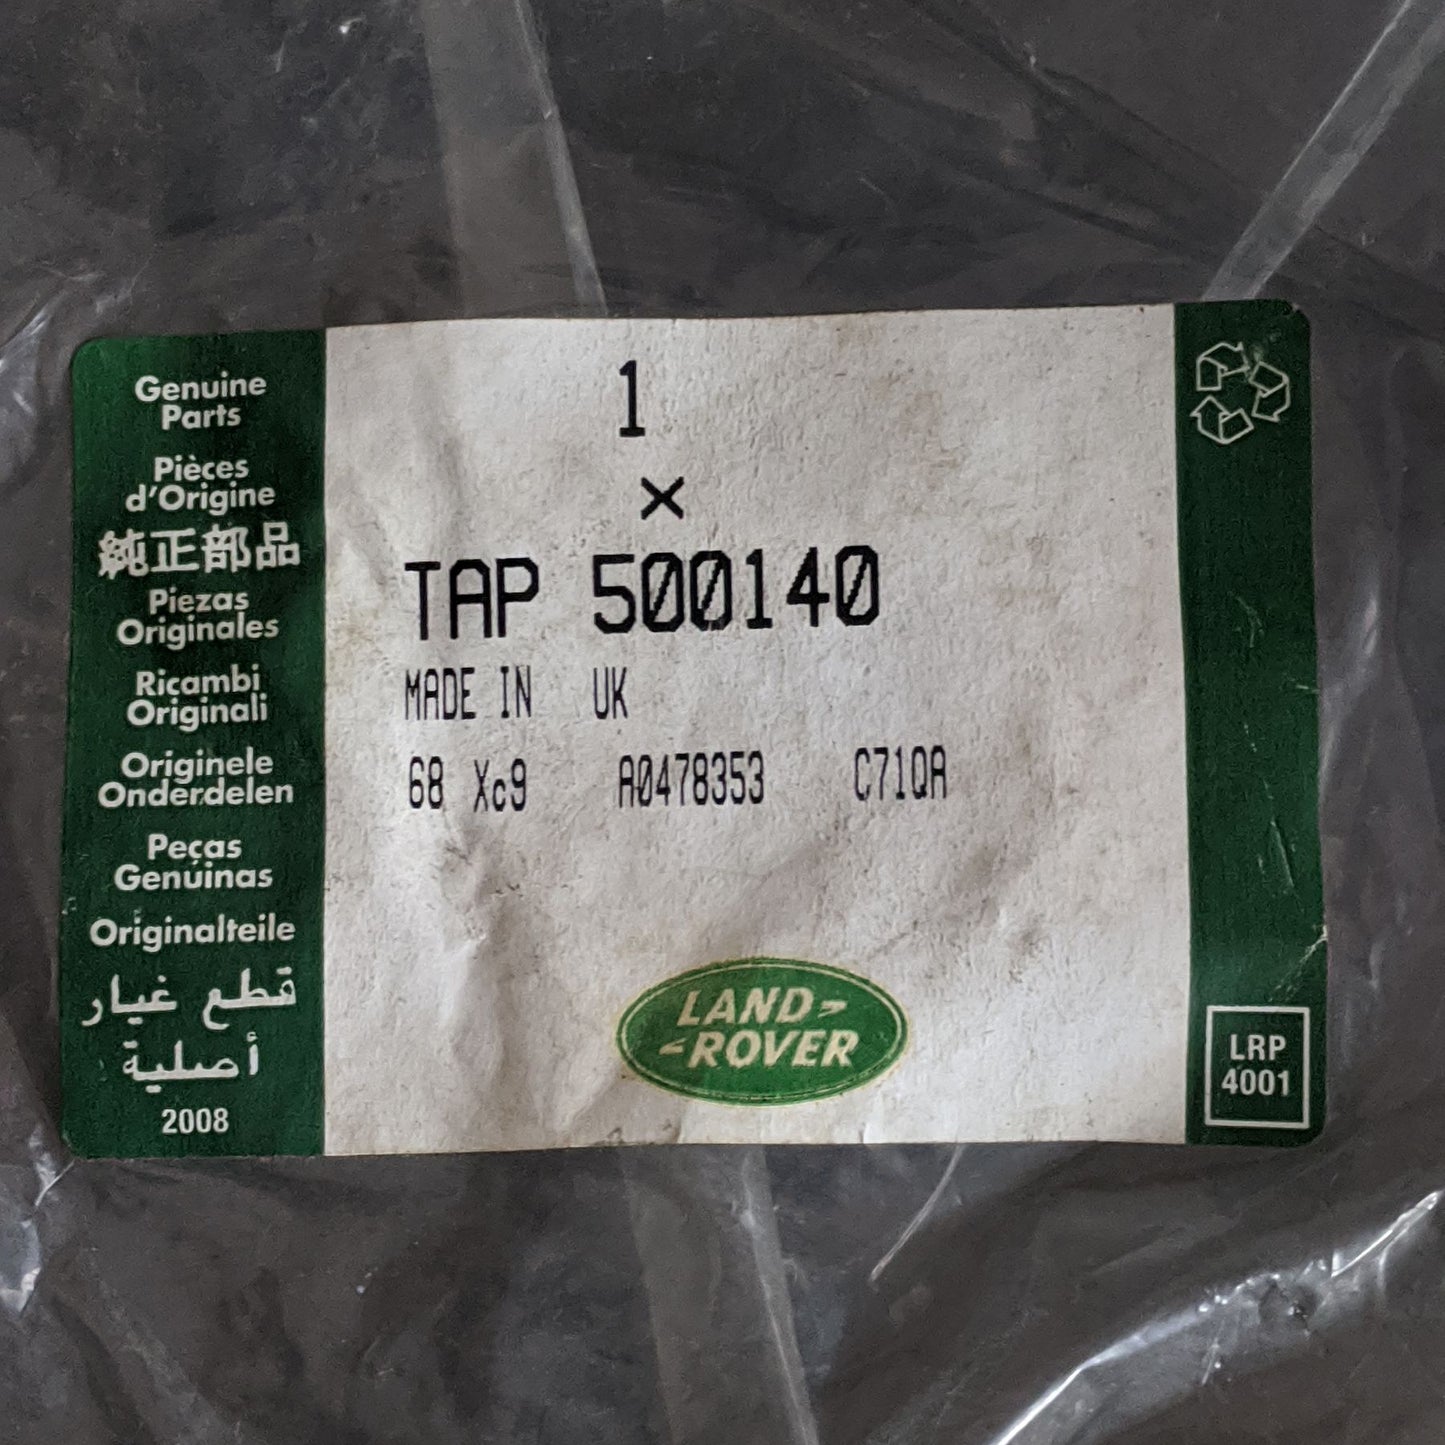 Genuine
Parts
Pièces
d'Origine
純正部品
Piezas
Originales
Ricambi
Originali
Originele
Onderdelen
Peças
Genuinas
Originalteile
قطع غيار
أصلية
2008
1
×
TAP 500140
MADE IN UK
68 Xc9 A0478353 C71QA
LAND-
-ROVER
LRP
4001